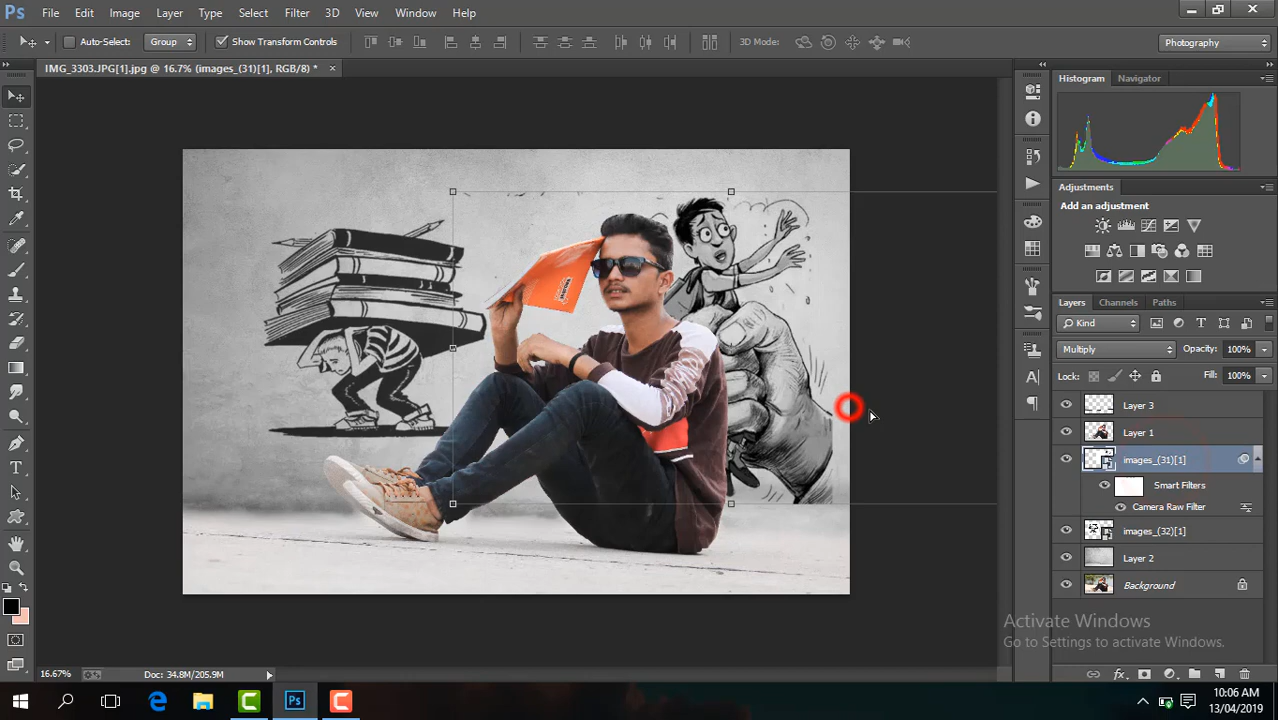 Ps File Edit Image Layer Type Select Filter 3D View Window Help
Auto-Select: Group Show Transform Controls 3D Mode: Photography
IMG_3303.JPG[1].jpg @ 16.7% (images_(31)[1], RGB/8) *
Histogram Navigator
Adjustments
Add an adjustment
Layers Channels Paths
Kind
Multiply Opacity: 100%
Lock: Fill: 100%
Layer 3
Layer 1
images_(31)[1]
Smart Filters
Camera Raw Filter
images_(32)[1]
Layer 2
Background
Activate Windows
Go to Settings to activate Windows.
16.67% Doc: 34.8M/205.9M
10:06 AM
13/04/2019